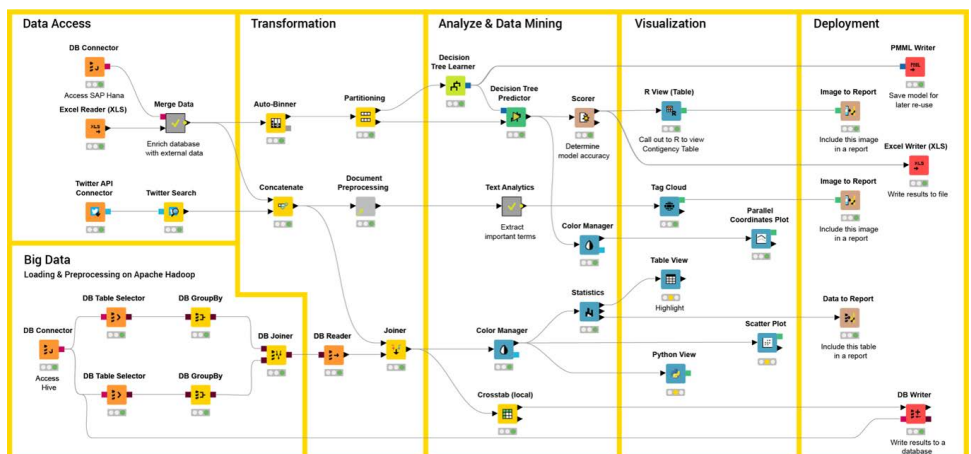 Data Access
Transformation
Analyze & Data Mining
Visualization
Deployment
DB Connector
Access SAP Hana
Excel Reader (XLS)
XLS
Merge Data
Enrich database
with external data
Twitter API
Connector
Twitter Search
Auto-Binner
Partitioning
Concatenate
Document
Preprocessing
Decision
Tree Learner
Decision Tree
Predictor
Scorer
Determine
model accuracy
Text Analytics
Extract
important terms
Color Manager
R View (Table)
R
Call out to R to view
Contigency Table
Tag Cloud
Parallel
Coordinates Plot
PMML Writer
Save model for
later re-use
Image to Report
Include this image
in a report
Excel Writer (XLS)
XLS
Write results to file
Image to Report
Include this image
in a report
Big Data
Loading & Preprocessing on Apache Hadoop
DB Connector
Access
Hive
DB Table Selector
DB GroupBy
DB Table Selector
DB GroupBy
DB Joiner
DB Reader
Joiner
Color Manager
Statistics
Crosstab (local)
Table View
Highlight
Python View
Scatter Plot
Data to Report
Include this table
in a report
DB Writer
Write results to a
database